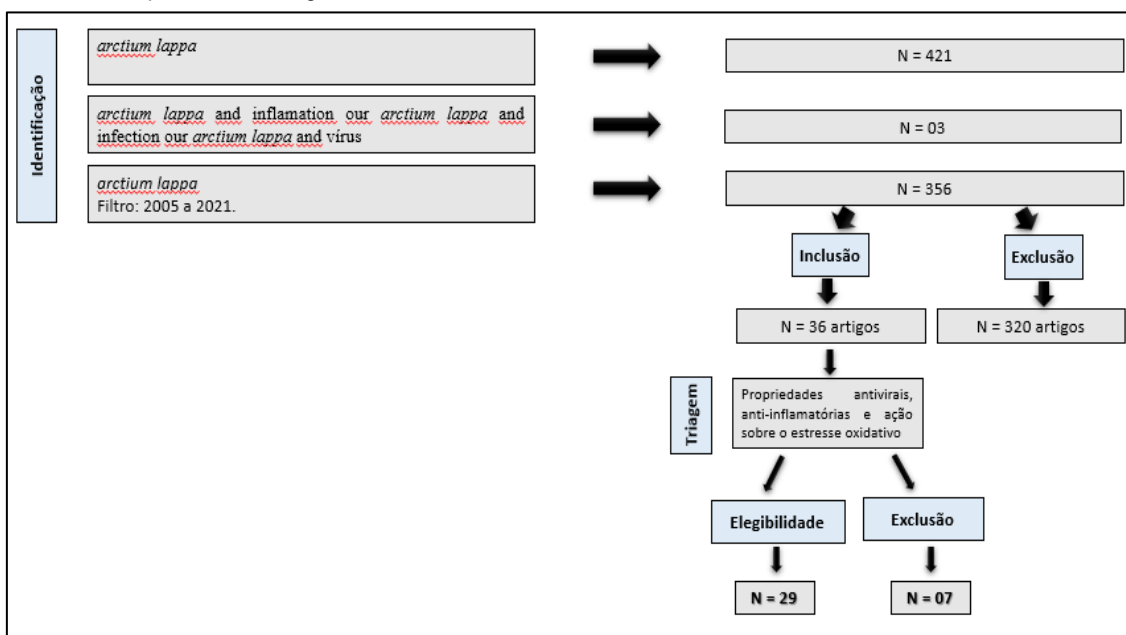 Identificação
arctium lappa
N = 421
arctium lappa and inflamation our arctium lappa and
infection our arctium lappa and vírus
N = 03
arctium lappa
Filtro: 2005 a 2021.
N = 356
Inclusão
Exclusão
N = 36 artigos
N = 320 artigos
Triagem
Propriedades antivirais,
anti-inflamatórias e ação
sobre o estresse oxidativo
Elegibilidade
Exclusão
N = 29
N = 07